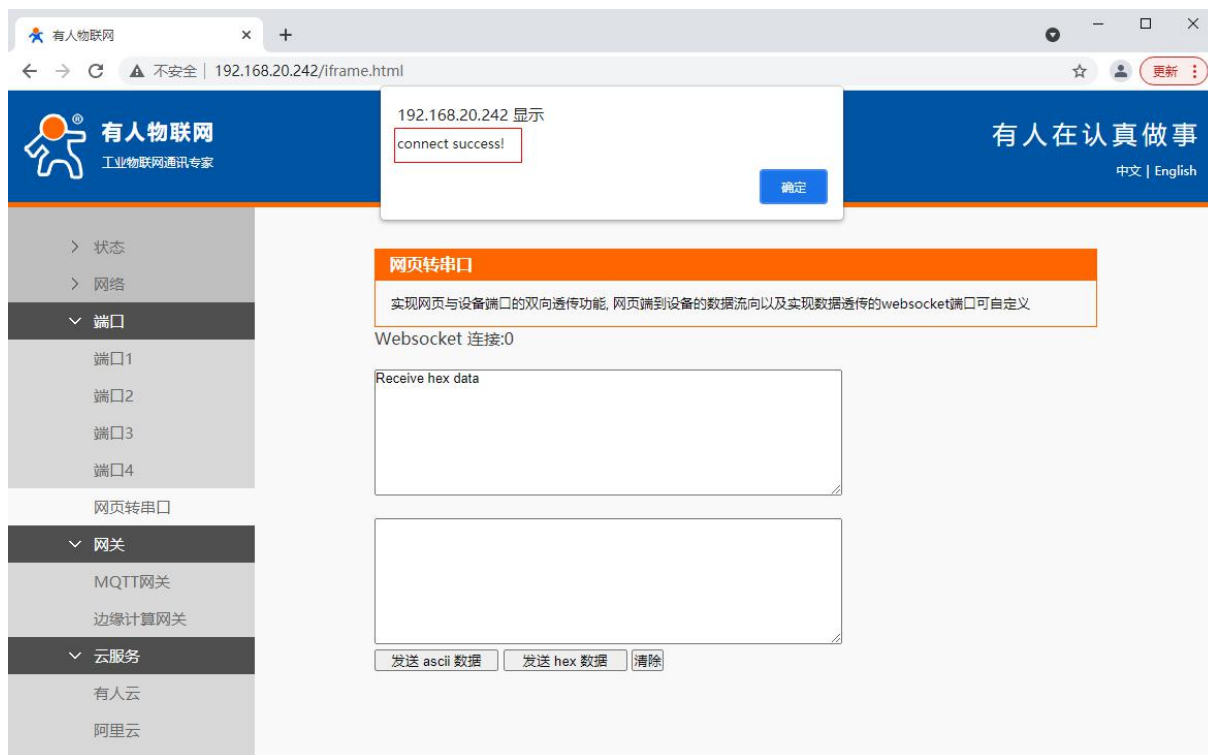 有人物联网
不安全 | 192.168.20.242/iframe.html
更新
192.168.20.242 显示
connect success!
确定
有人物联网
工业物联网通讯专家
有人在认真做事
中文 | English
状态
网络
端口
端口1
端口2
端口3
端口4
网页转串口
网关
MQTT网关
边缘计算网关
云服务
有人云
阿里云
网页转串口
实现网页与设备端口的双向透传功能, 网页端到设备的数据流向以及实现数据透传的websocket端口可自定义
Websocket 连接:0
Receive hex data
发送 ascii 数据 发送 hex 数据 清除